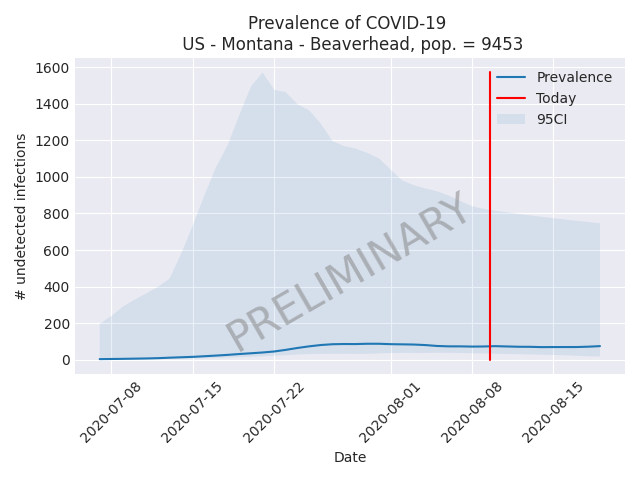 Prevalence of COVID-19
US - Montana - Beaverhead, pop. = 9453
1600
1400
1200
1000
800
600
400
200
0
# undetected infections
Prevalence
Today
95CI
PRELIMINARY
2020-07-08
2020-07-15
2020-07-22
2020-08-01
2020-08-08
2020-08-15
Date